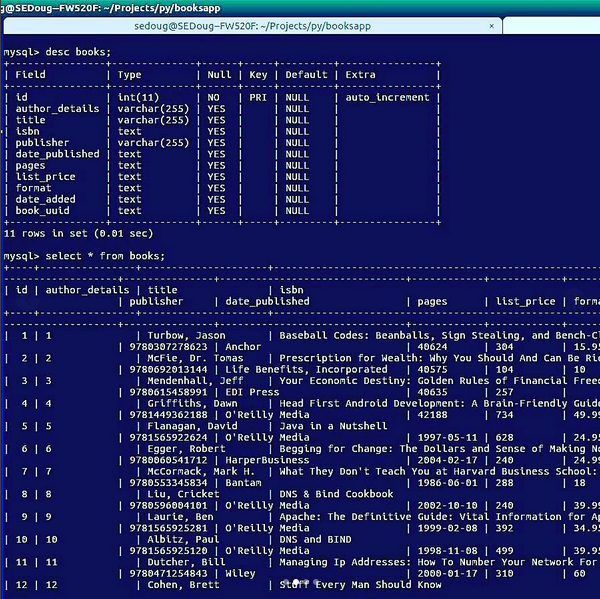 g@SEDoug-FW520F: ~/Projects/py/booksapp
sedoug@SEDoug-FW520F: ~/Projects/py/booksapp ×
mysql> desc books;
| Field | Type | Null | Key | Default | Extra |
| id | int(11) | NO | PRI | NULL | auto_increment |
| author_details | varchar(255) | YES | | NULL | |
| title | varchar(255) | YES | | NULL | |
| isbn | text | YES | | NULL | |
| publisher | varchar(255) | YES | | NULL | |
| date_published | text | YES | | NULL | |
| pages | text | YES | | NULL | |
| list_price | text | YES | | NULL | |
| format | text | YES | | NULL | |
| date_added | text | YES | | NULL | |
| book_uuid | text | YES | | NULL | |
11 rows in set (0.01 sec)
mysql> select * from books;
| id | author_details | title | isbn
| publisher | date_published | pages | list_price | forma
| 1 | 1 | Turbow, Jason | Baseball Codes: Beanballs, Sign Stealing, and Bench-Cl
| 9780307278623 | Anchor | 40624 | 304 | 15.95
| 2 | 2 | McFie, Dr. Tomas | Prescription for Wealth: Why You Should And Can Be Ric
| 9780692013144 | Life Benefits, Incorporated | 40575 | 104 | 10
| 3 | 3 | Mendenhall, Jeff | Your Economic Destiny: Golden Rules of Financial Freed
| 9780615458991 | EDI Press | 40635 | 257 |
| 4 | 4 | Griffiths, Dawn | Head First Android Development: A Brain-Friendly Guide
| 9781449362188 | O'Reilly Media | 42188 | 734 | 49.99
| 5 | 5 | Flanagan, David | Java in a Nutshell
| 9781565922624 | O'Reilly Media | 1997-05-11 | 628 | 24.95
| 6 | 6 | Egger, Robert | Begging for Change: The Dollars and Sense of Making No
| 9780060541712 | HarperBusiness | 2004-02-17 | 240 | 24.99
| 7 | 7 | McCormack, Mark H. | What They Don't Teach You at Harvard Business School:
| 9780553345834 | Bantam | 1986-06-01 | 288 | 18
| 8 | 8 | Liu, Cricket | DNS & Bind Cookbook
| 9780596004101 | O'Reilly Media | 2002-10-10 | 240 | 39.99
| 9 | 9 | Laurie, Ben | Apache: The Definitive Guide: Vital Information for Ap
| 9781565925281 | O'Reilly Media | 1999-02-08 | 392 | 34.95
| 10 | 10 | Albitz, Paul | DNS and BIND
| 9781565925120 | O'Reilly Media | 1998-11-08 | 499 | 39.95
| 11 | 11 | Dutcher, Bill | Managing Ip Addresses: How To Nunber Your Network For
| 9780471254843 | Wiley | 2000-01-17 | 310 | 60
| 12 | 12 | Cohen, Brett | Stuff Every Man Should Know